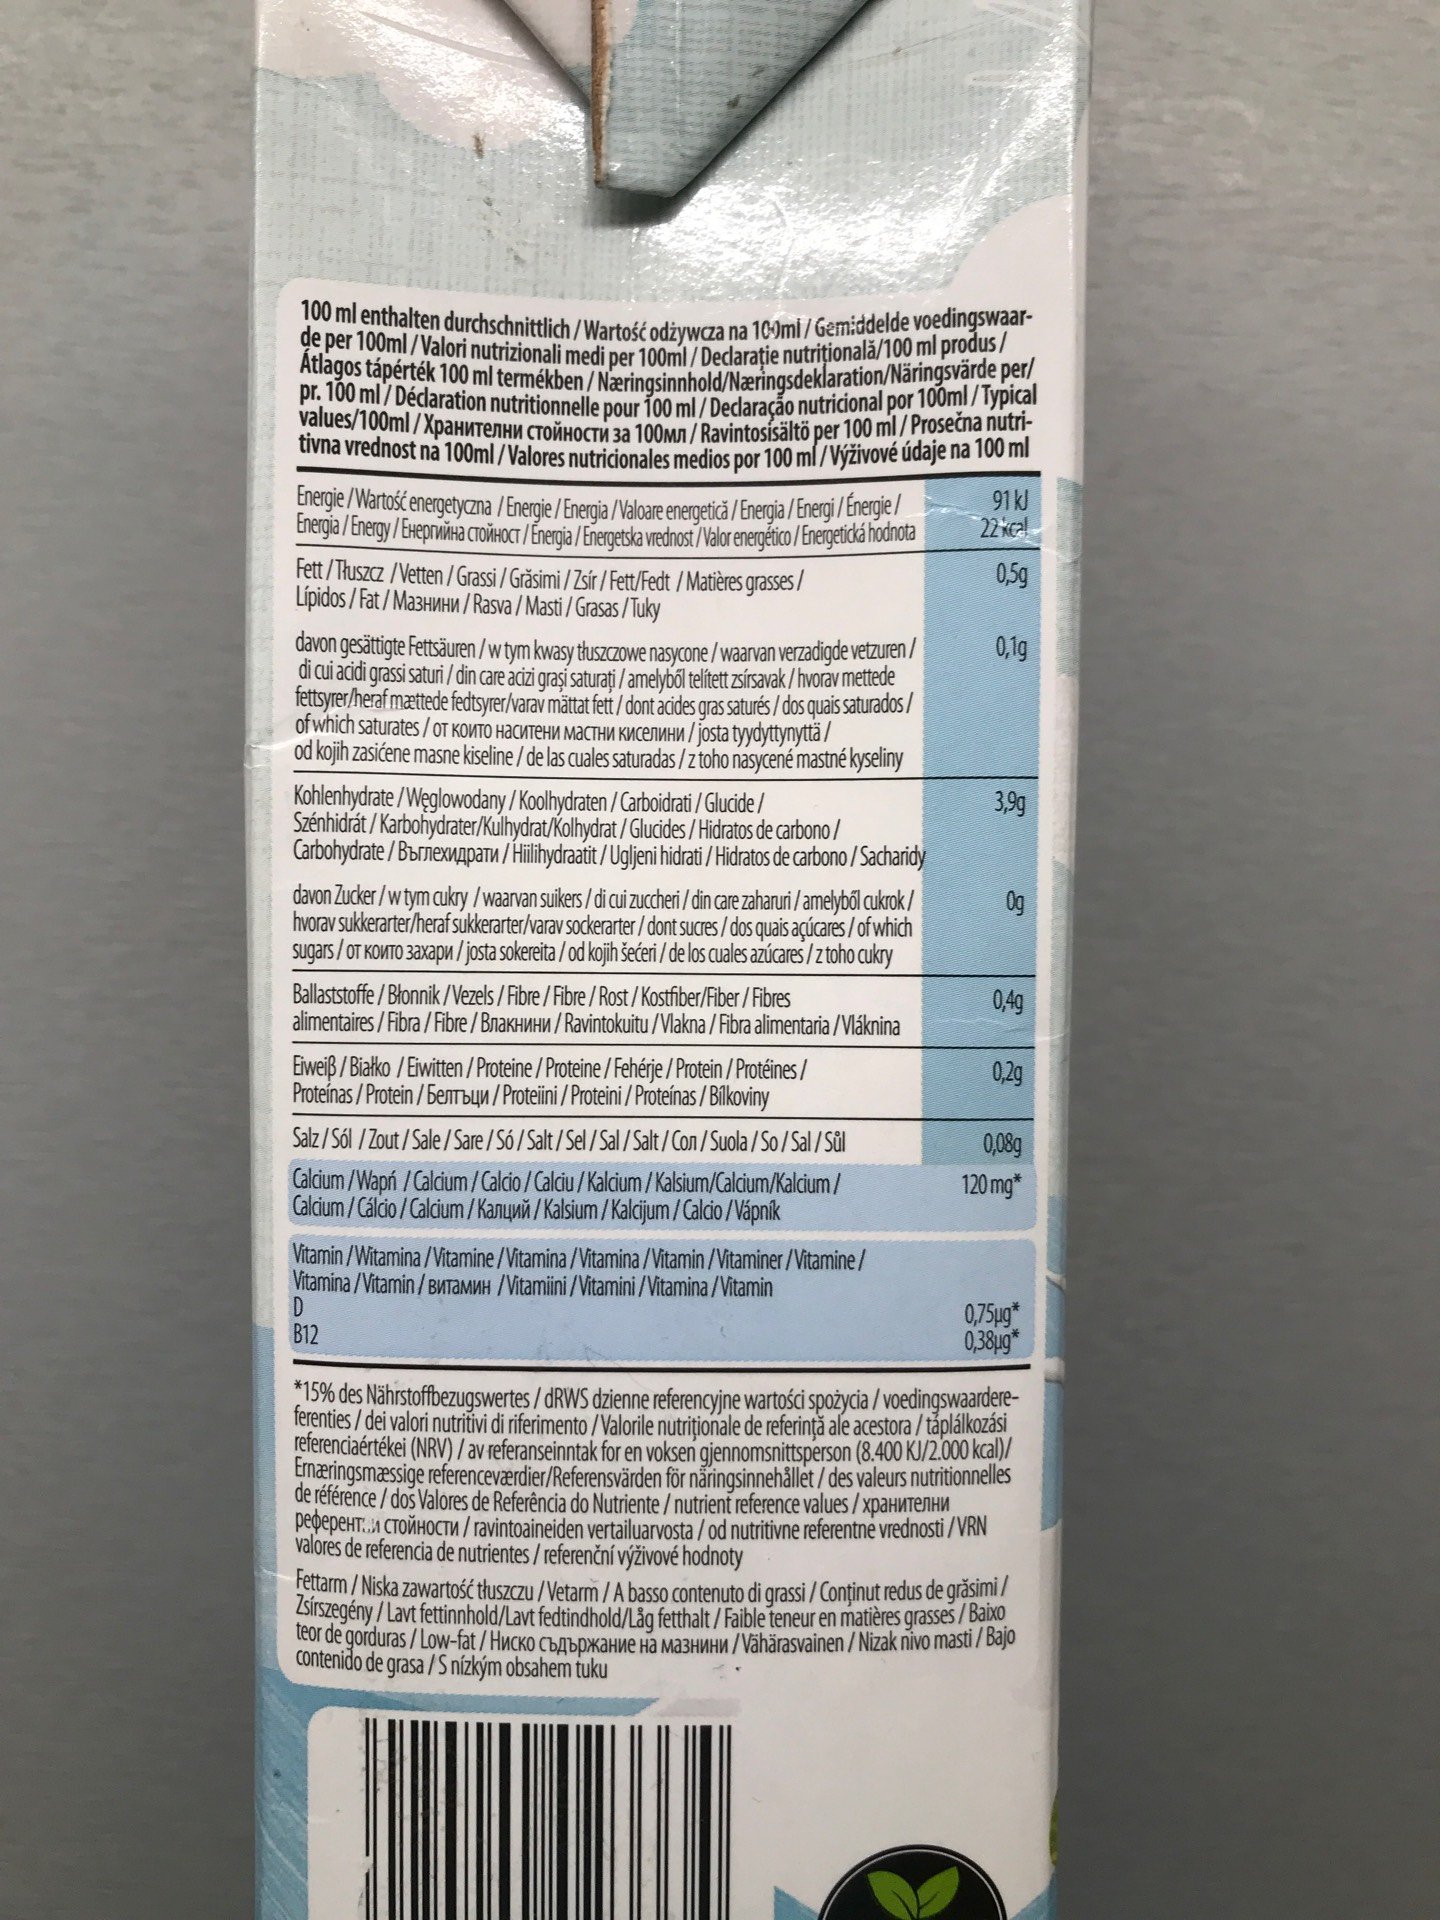 100 ml enthalten durchschnittlich / Wartość odżywcza na 100ml / Gemiddelde voedingswaar-
de per 100ml / Valori nutrizionali medi per 100ml / Declarație nutrițională/100 ml produs /
Átlagos tápérték 100 ml termékben / Næringsinnhold/Næringsdeklaration/Näringsvärde per/
pr. 100 ml / Déclaration nutritionnelle pour 100 ml / Declaração nutricional por 100ml / Typical
values/100ml / Хранителни стойности за 100мл / Ravintosisältö per 100 ml / Prosečna nutri-
tivna vrednost na 100ml / Valores nutricionales medios por 100 ml / Výživové údaje na 100 ml
Energie / Wartość energetyczna / Energie / Energia / Valoare energetică / Energia / Energi / Énergie / 91 kJ
Energia / Energy / Енергийна стойност / Energia / Energetska vrednost / Valor energético / Energetická hodnota 22 kcal
Fett / Tłuszcz / Vetten / Grassi / Grăsimi / Zsír / Fett/Fedt / Matières grasses / 0,5g
Lípidos / Fat / Мазнини / Rasva / Masti / Grasas / Tuky
davon gesättigte Fettsäuren / w tym kwasy tłuszczowe nasycone / waarvan verzadigde vetzuren / 0,1g
di cui acidi grassi saturi / din care acizi grași saturați / amelyből telített zsírsavak / hvorav mettede
fettsyrer/heraf mættede fedtsyrer/varav mättat fett / dont acides gras saturés / dos quais saturados /
of which saturates / от които наситени мастни киселини / josta tyydyttynyttä /
od kojih zasićene masne kiseline / de las cuales saturadas / z toho nasycené mastné kyseliny
Kohlenhydrate / Węglowodany / Koolhydraten / Carboidrati / Glucide / 3,9g
Szénhidrát / Karbohydrater/Kulhydrat/Kolhydrat / Glucides / Hidratos de carbono /
Carbohydrate / Въглехидрати / Hiilihydraatit / Ugljeni hidrati / Hidratos de carbono / Sacharidy
davon Zucker / w tym cukry / waarvan suikers / di cui zuccheri / din care zaharuri / amelyből cukrok / 0g
hvorav sukkerarter/heraf sukkerarter/varav sockerarter / dont sucres / dos quais açúcares / of which
sugars / от които захари / josta sokereita / od kojih šećeri / de los cuales azúcares / z toho cukry
Ballaststoffe / Błonnik / Vezels / Fibre / Fibre / Rost / Kostfiber/Fiber / Fibres 0,4g
alimentaires / Fibra / Fibre / Влакнини / Ravintokuitu / Vlakna / Fibra alimentaria / Vláknina
Eiweiß / Białko / Eiwitten / Proteine / Proteine / Fehérje / Protein / Protéines / 0,2g
Proteínas / Protein / Белтъци / Proteiini / Proteini / Proteínas / Bílkoviny
Salz / Sól / Zout / Sale / Sare / Só / Salt / Sel / Sal / Salt / Сол / Suola / So / Sal / Sůl 0,08g
Calcium / Wapń / Calcium / Calcio / Calciu / Kalcium / Kalsium/Calcium/Kalcium / 120 mg*
Calcium / Cálcio / Calcium / Калций / Kalsium / Kalcijum / Calcio / Vápník
Vitamin / Witamina / Vitamine / Vitamina / Vitamina / Vitamin / Vitaminer / Vitamine /
Vitamina / Vitamin / витамин / Vitamiini / Vitamini / Vitamina / Vitamin
D 0,75µg*
B12 0,38µg*
*15% des Nährstoffbezugswertes / dRWS dzienne referencyjne wartości spożycia / voedingswaardere-
ferenties / dei valori nutritivi di riferimento / Valorile nutriționale de referință ale acestora / táplálkozási
referenciaértékei (NRV) / av referanseinntak for en voksen gjennomsnittsperson (8.400 KJ/2.000 kcal)/
Ernæringsmæssige referenceværdier/Referensvärden för näringsinnehållet / des valeurs nutritionnelles
de référence / dos Valores de Referência do Nutriente / nutrient reference values / хранителни
стойности / ravintoaineiden vertailuarvosta / od nutritivne referentne vrednosti / VRN
valores de referencia de nutrientes / referenční výživové hodnoty
Fettarm / Niska zawartość tłuszczu / Vetarm / A basso contenuto di grassi / Conținut redus de grăsimi /
Zsírszegény / Lavt fettinnhold/Lavt fedtindhold/Låg fetthalt / Faible teneur en matières grasses / Baixo
teor de gorduras / Low-fat / Ниско съдържание на мазнини / Vähärasvainen / Nizak nivo masti / Bajo
contenido de grasa / S nízkým obsahem tuku